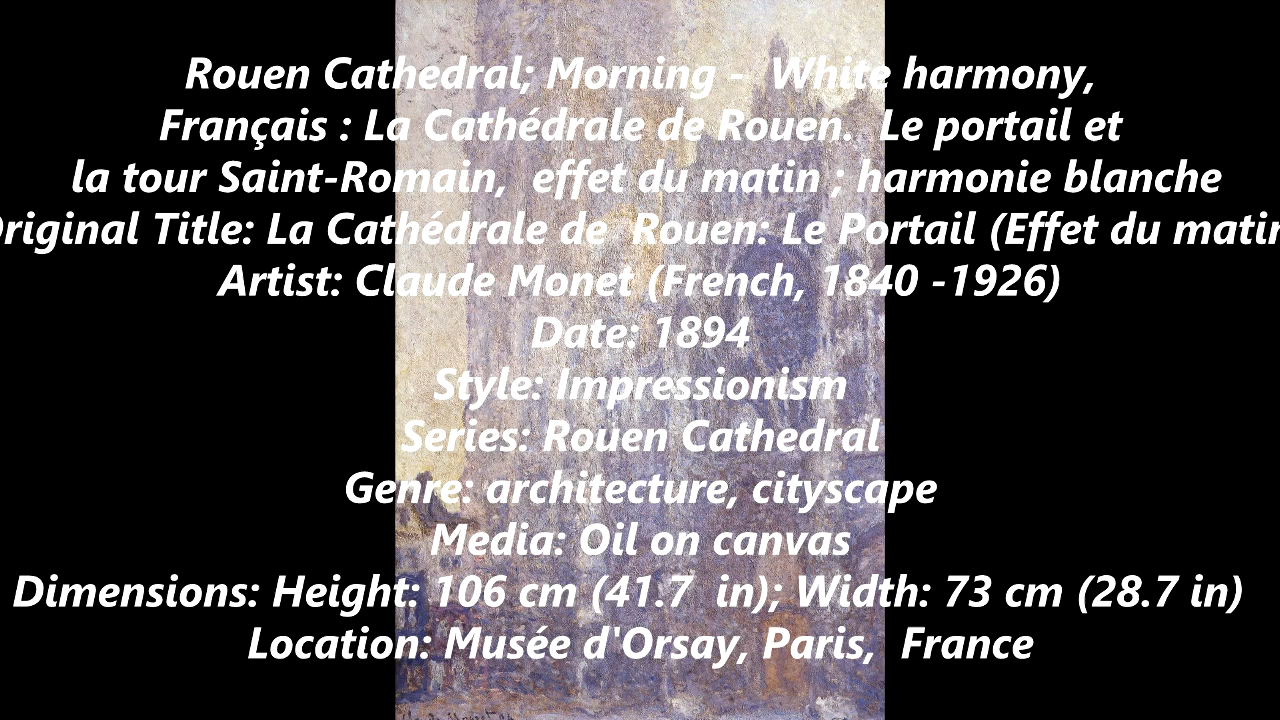 Rouen Cathedral; Morning -  White harmony,
Français : La Cathédrale de Rouen.  Le portail et
la tour Saint-Romain,  effet du matin ; harmonie blanche
Title: La Cathédrale de  Rouen: Le Portail (Effet du
Artist: Claude Monet (French, 1840 -1926)
Date: 1894
Style: Impressionism
Series: Rouen Cathedral
Genre: architecture, cityscape
Media: Oil on canvas
Dimensions: Height: 106 cm (41.7  in); Width: 73 cm (28.7 in)
Location: Musée d'Orsay, Paris,  France